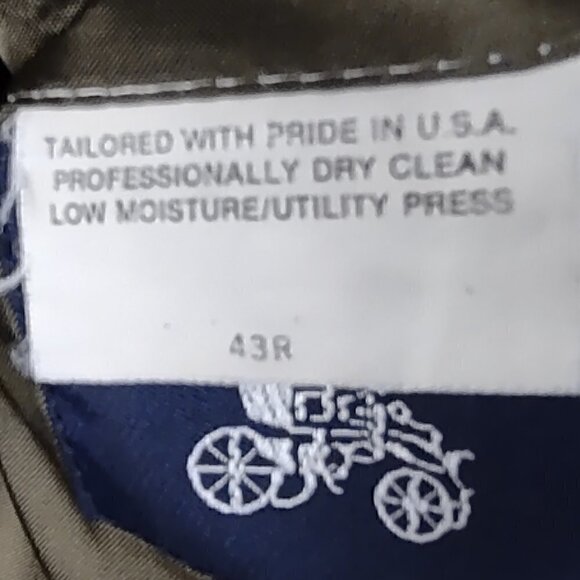 TAILORED WITH PRIDE IN U.S.A.
PROFESSIONALLY DRY CLEAN
LOW MOISTURE/UTILITY PRESS
43R